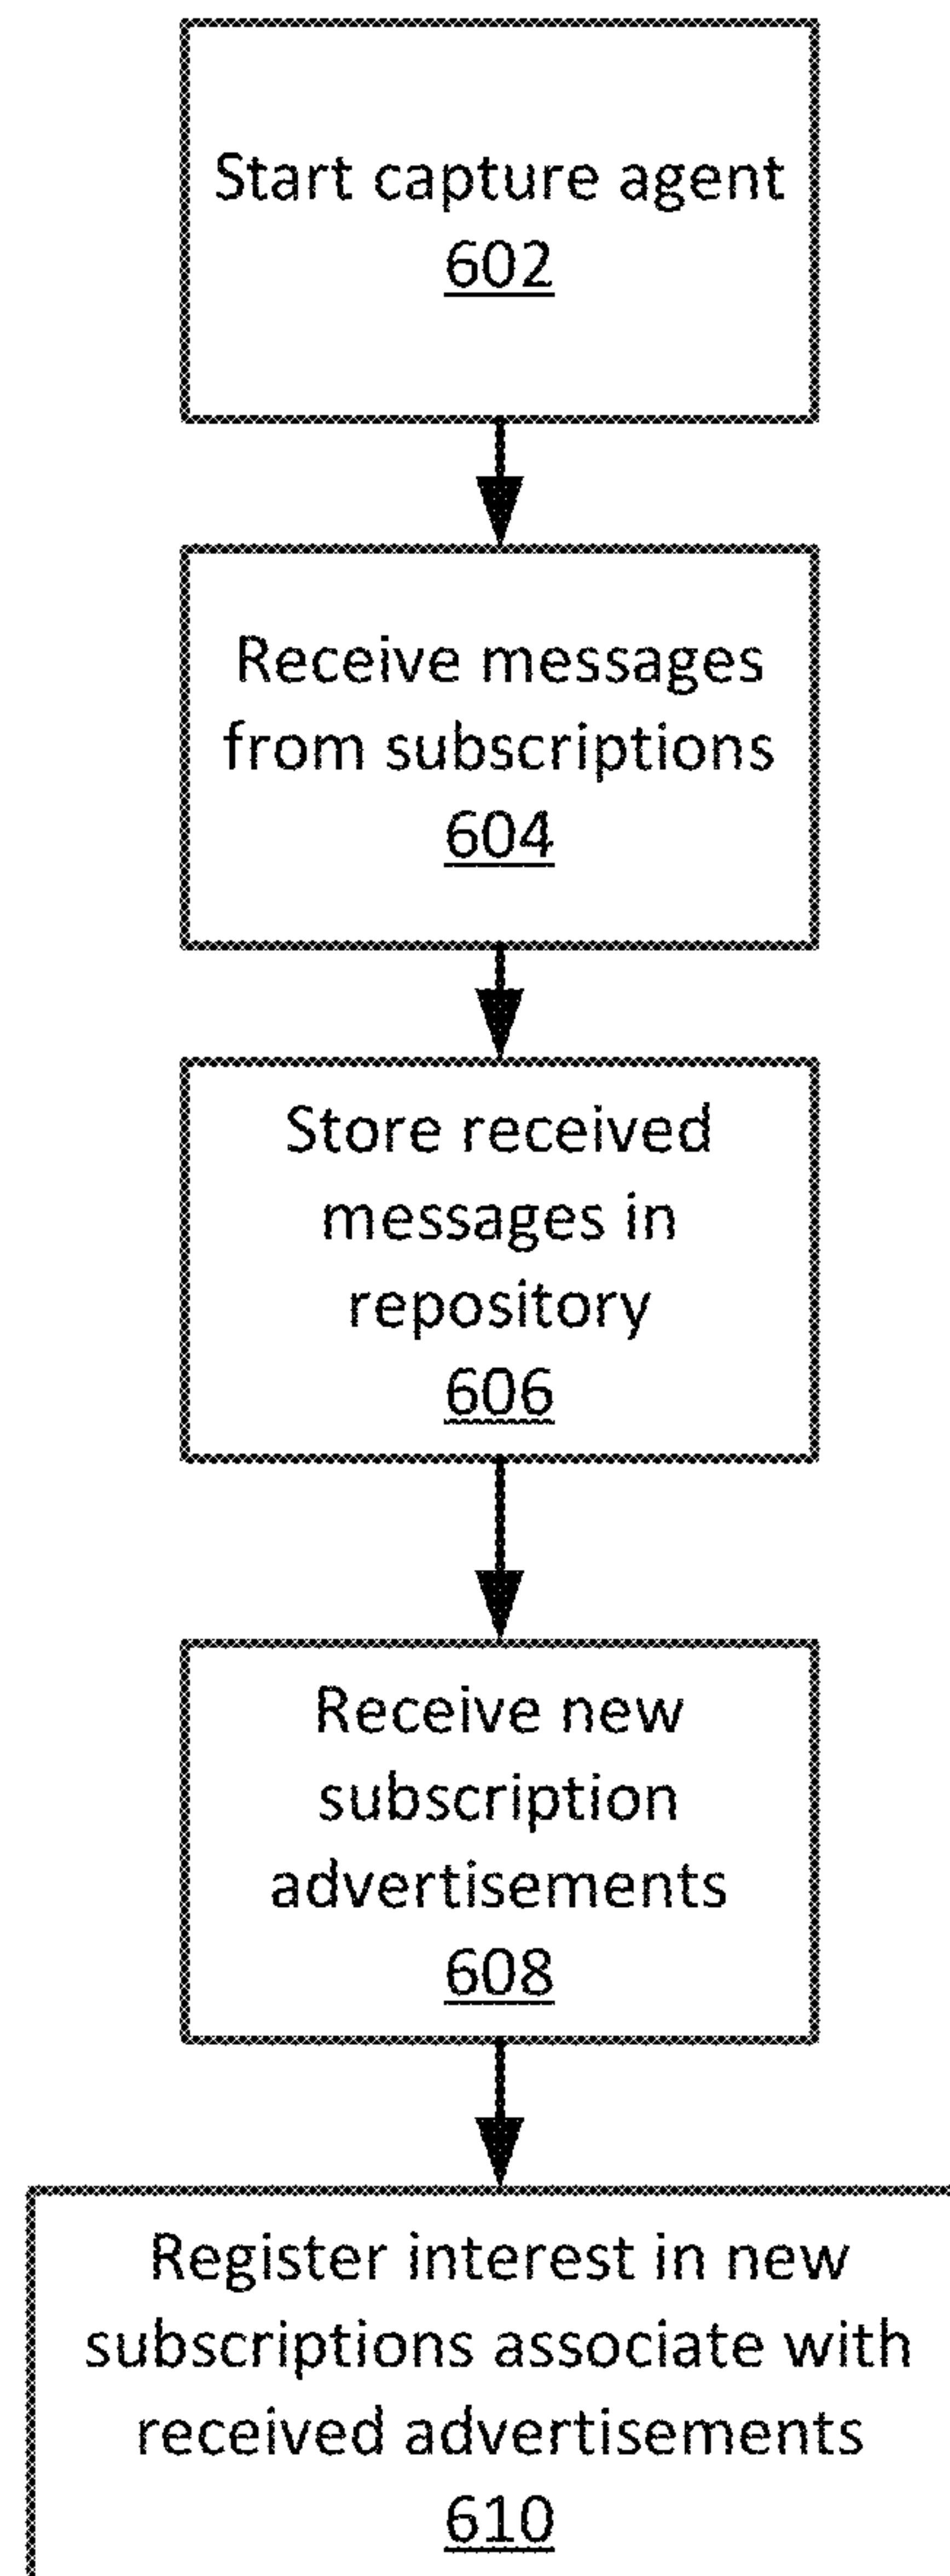 Start capture agent
602
Receive messages
from subscriptions
604
Store received
messages in
repository
606
Receive new
subscription
advertisements
608
Register interest in new
subscriptions associate with
received advertisements
610